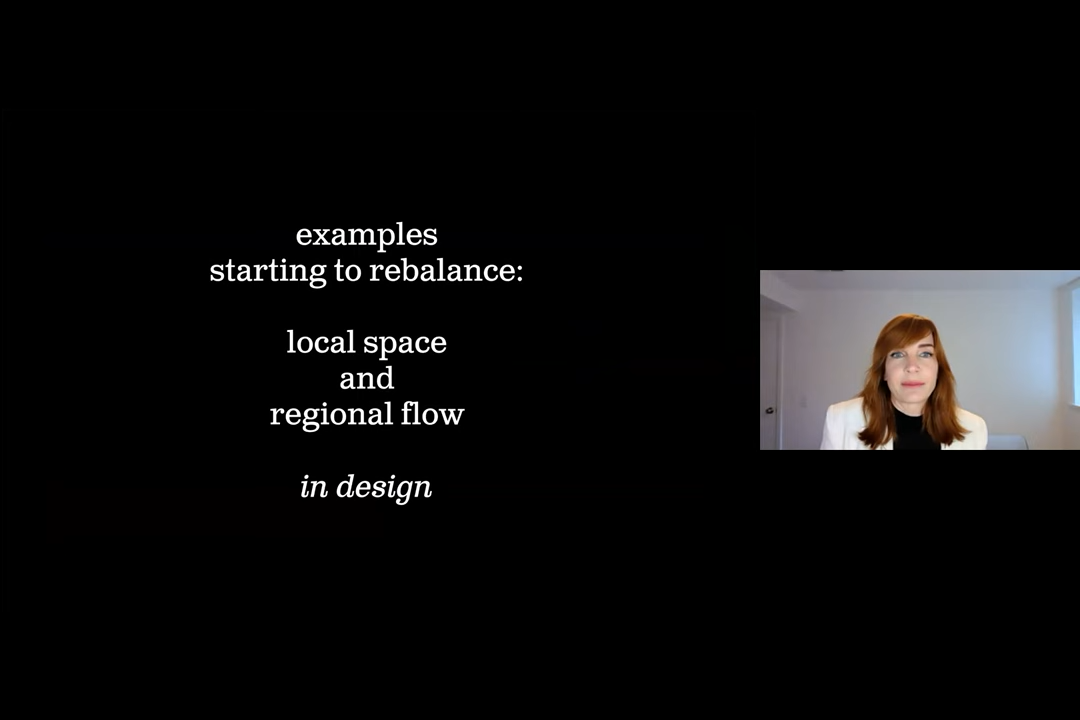 examples
starting to rebalance:
local space
and
regional flow
in design